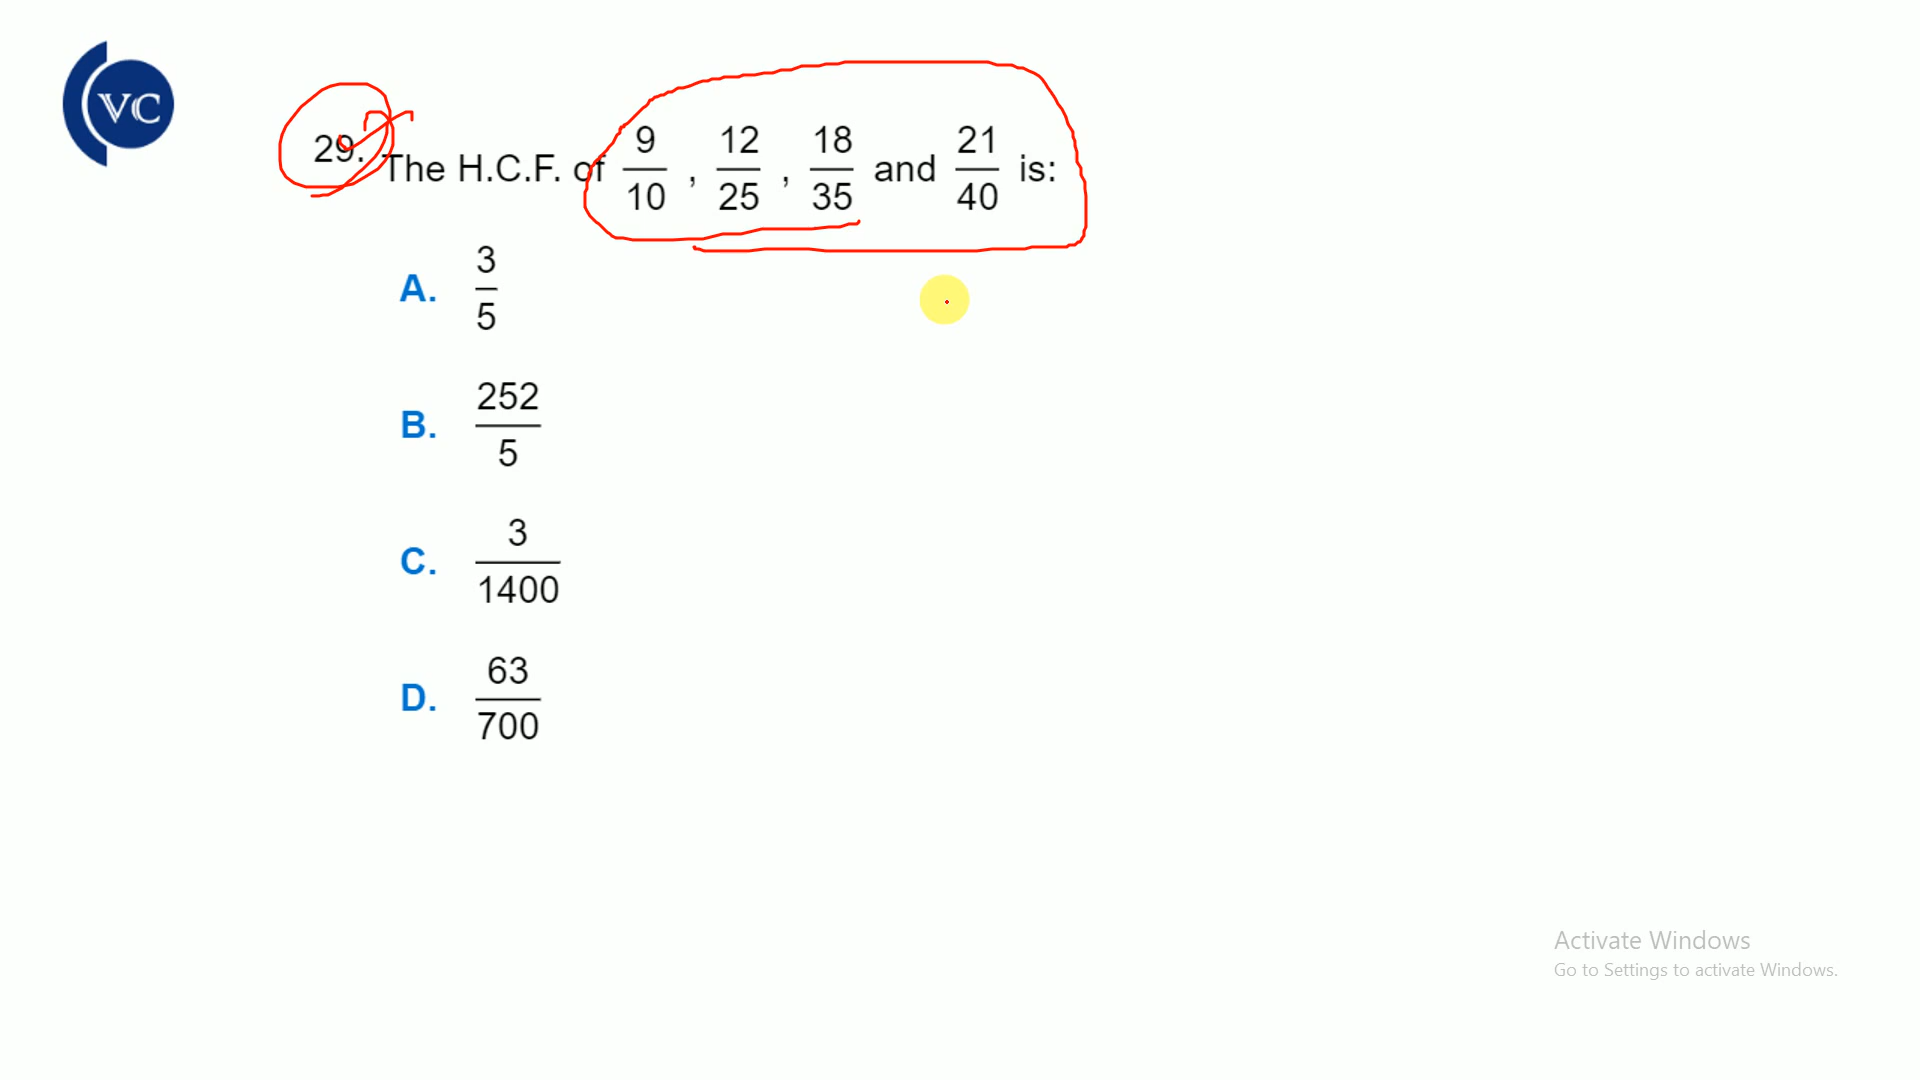 VC
29. The H.C.F. of 9/10 , 12/25 , 18/35 and 21/40 is:
A. 3/5
B. 252/5
C. 3/1400
D. 63/700
Activate Windows
Go to Settings to activate Windows.